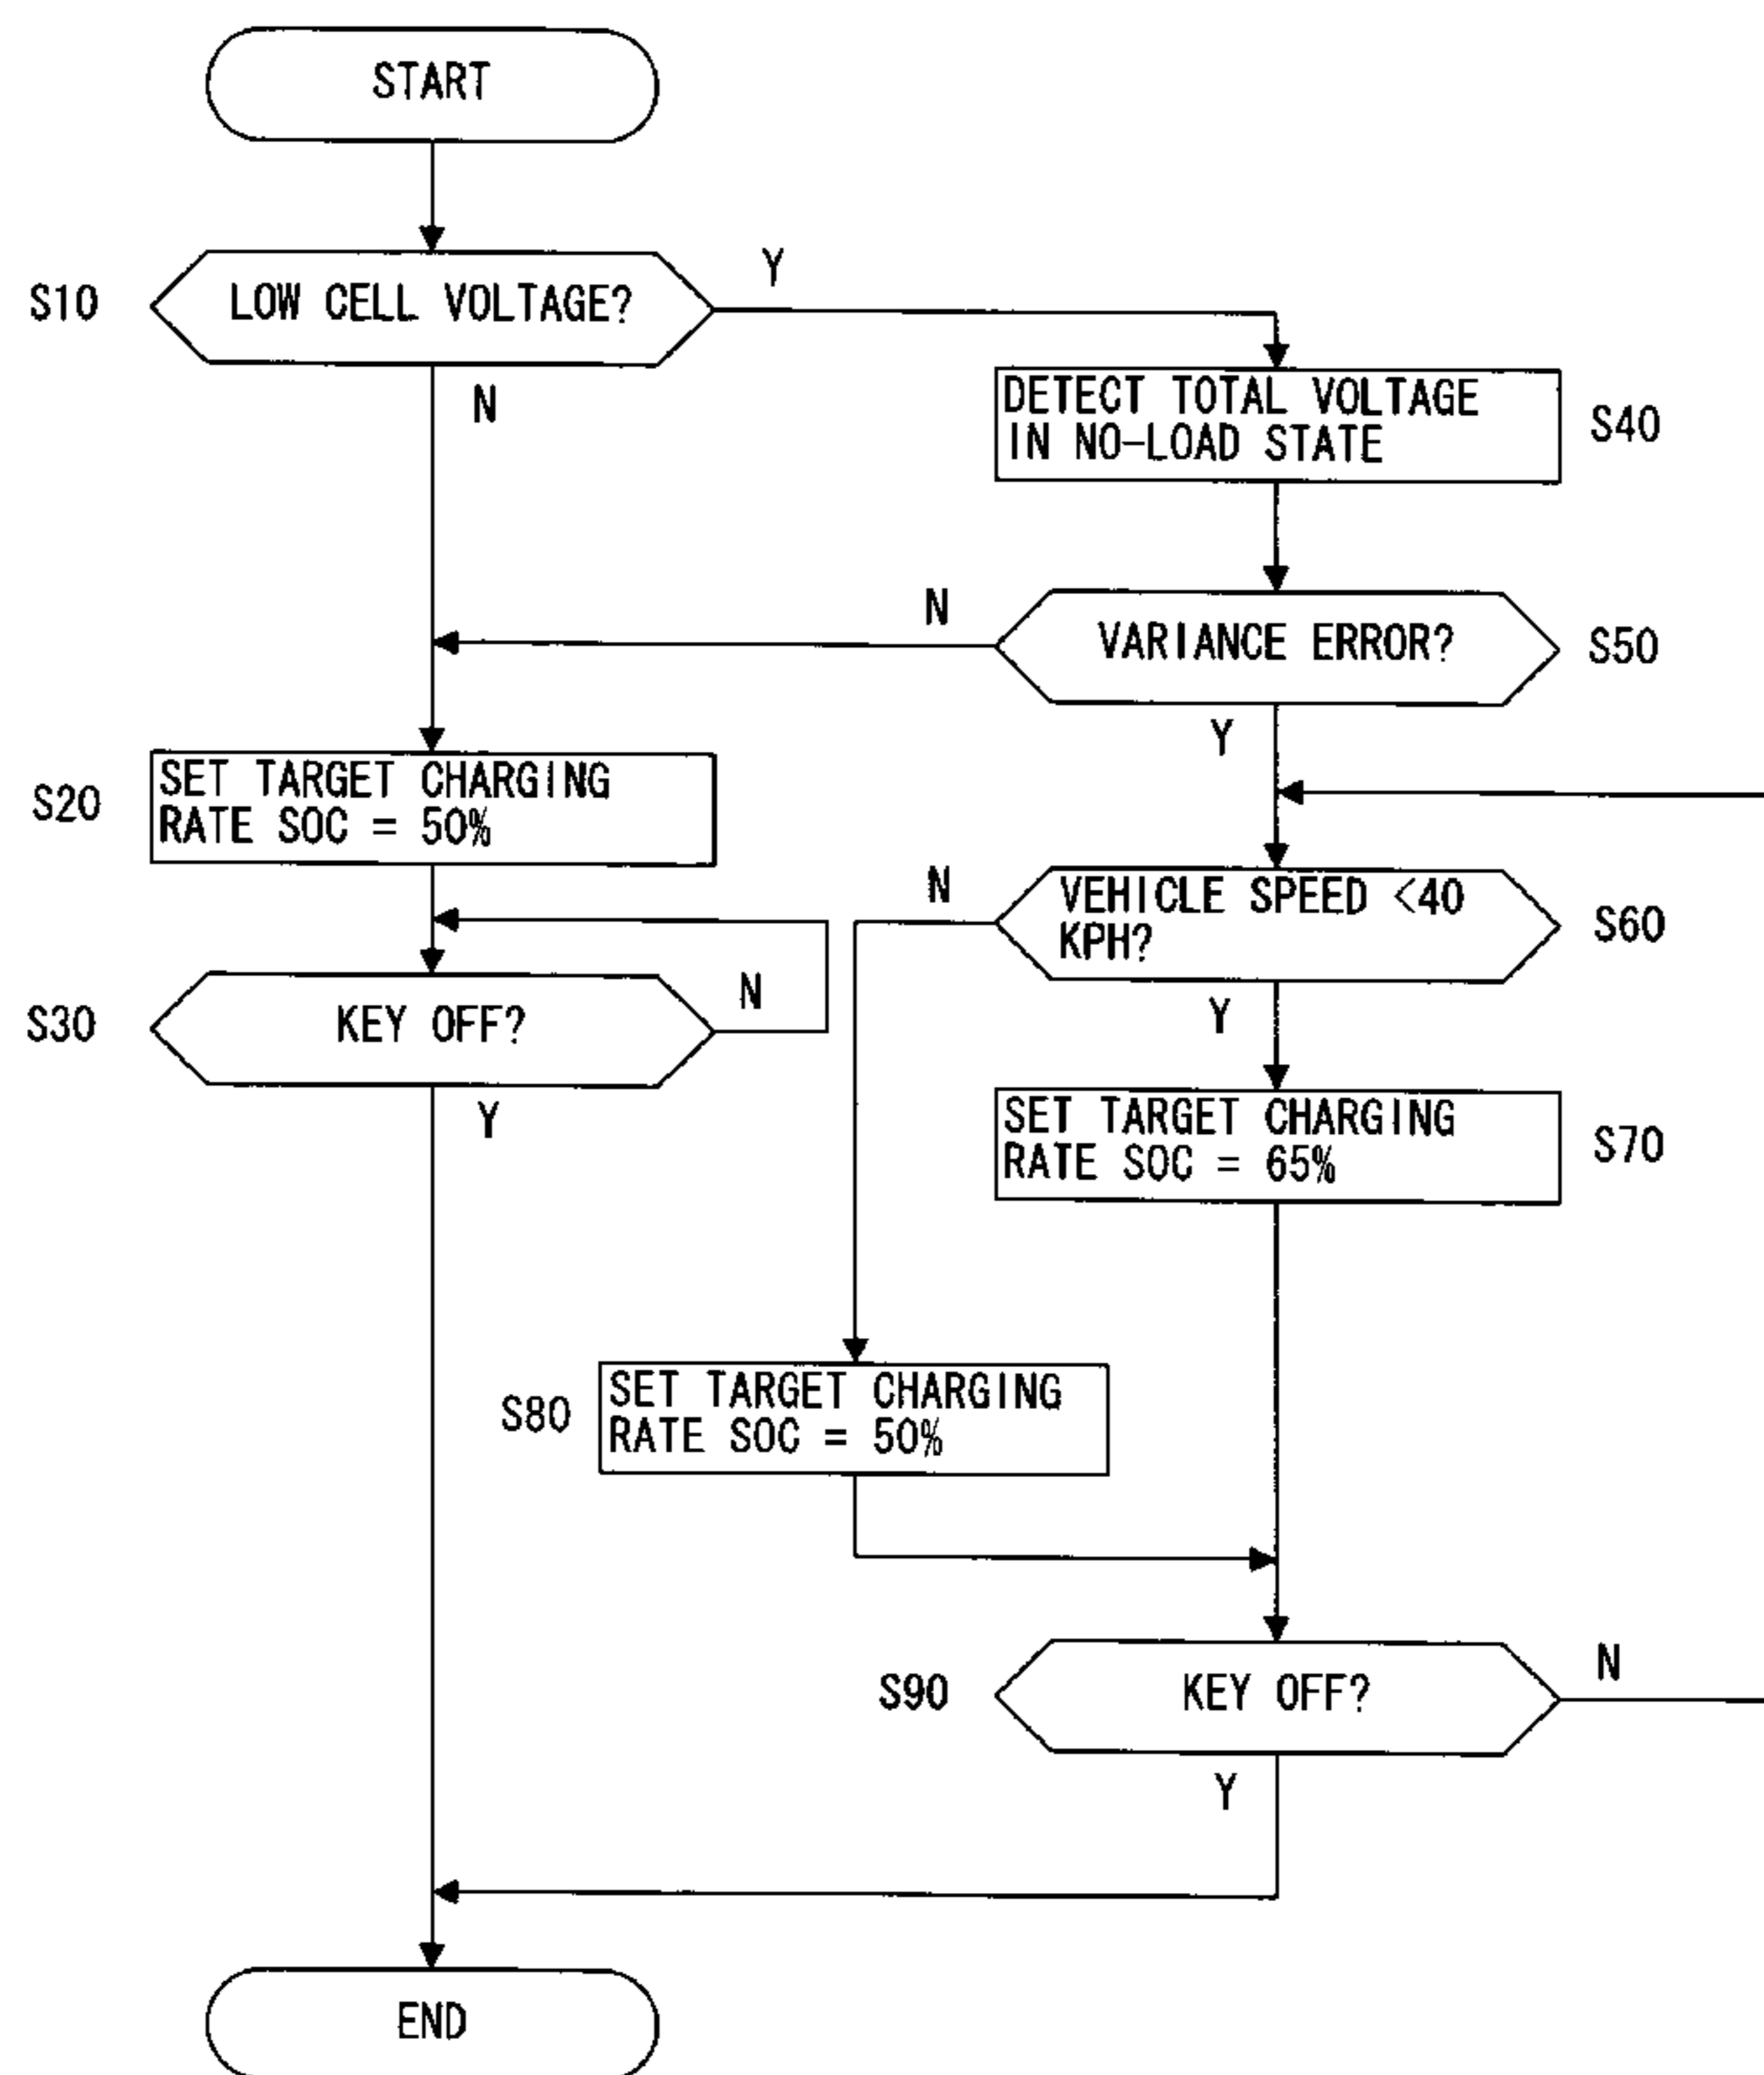 START
S10
LOW CELL VOLTAGE?
Y
N
DETECT TOTAL VOLTAGE
IN NO-LOAD STATE
S40
N
VARIANCE ERROR?
S50
Y
S20
SET TARGET CHARGING
RATE SOC = 50%
N
VEHICLE SPEED <40
KPH?
S60
S30
KEY OFF?
N
Y
Y
SET TARGET CHARGING
RATE SOC = 65%
S70
S80
SET TARGET CHARGING
RATE SOC = 50%
S90
KEY OFF?
N
Y
END